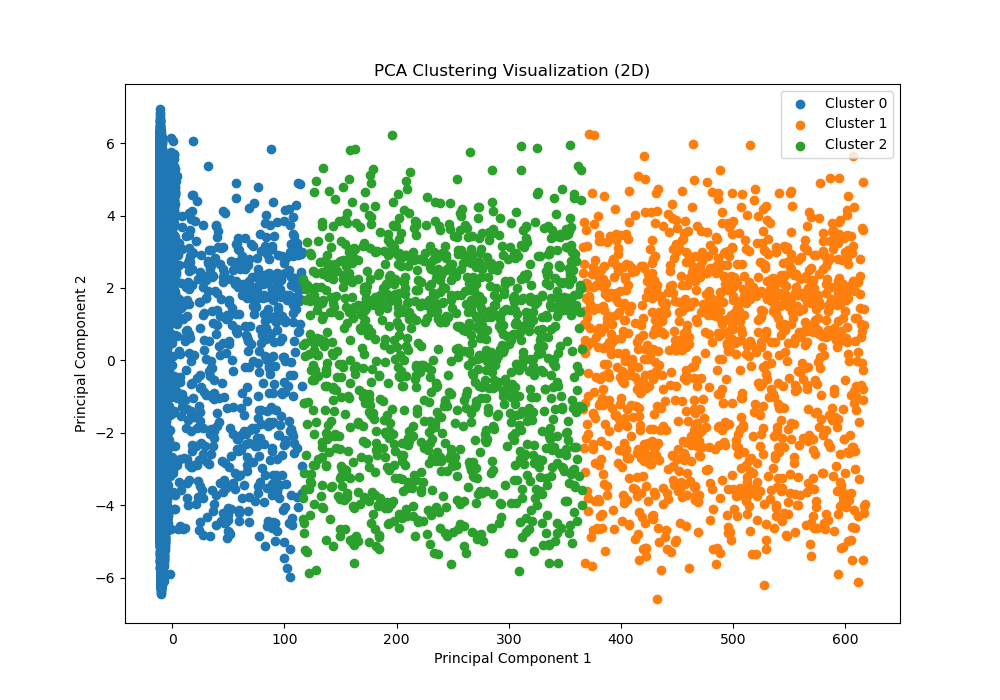 PCA Clustering Visualization (2D)
Cluster 0
Cluster 1
Cluster 2
6
4
2
0
−2
−4
−6
Principal Component 2
0
100
200
300
400
500
600
Principal Component 1